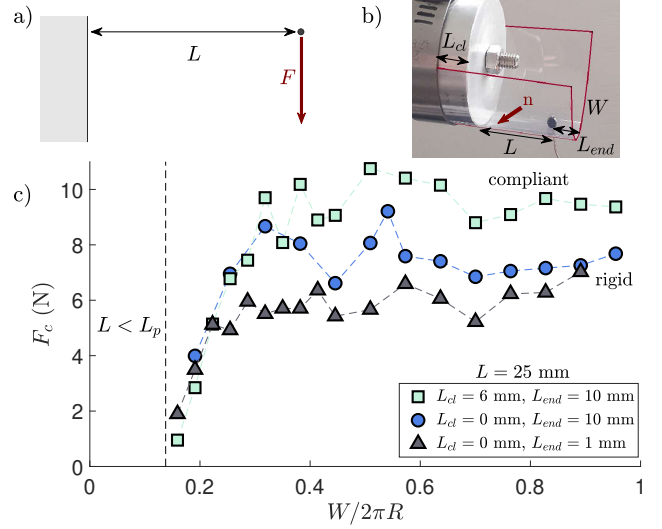 a)
L
F
b)
L_cl
n
W
L
L_end
c)
10
8
6
4
2
0
F_c (N)
L < L_p
compliant
rigid
L = 25 mm
L_cl = 6 mm, L_end = 10 mm
L_cl = 0 mm, L_end = 10 mm
L_cl = 0 mm, L_end = 1 mm
0
0.2
0.4
0.6
0.8
1
W/2πR